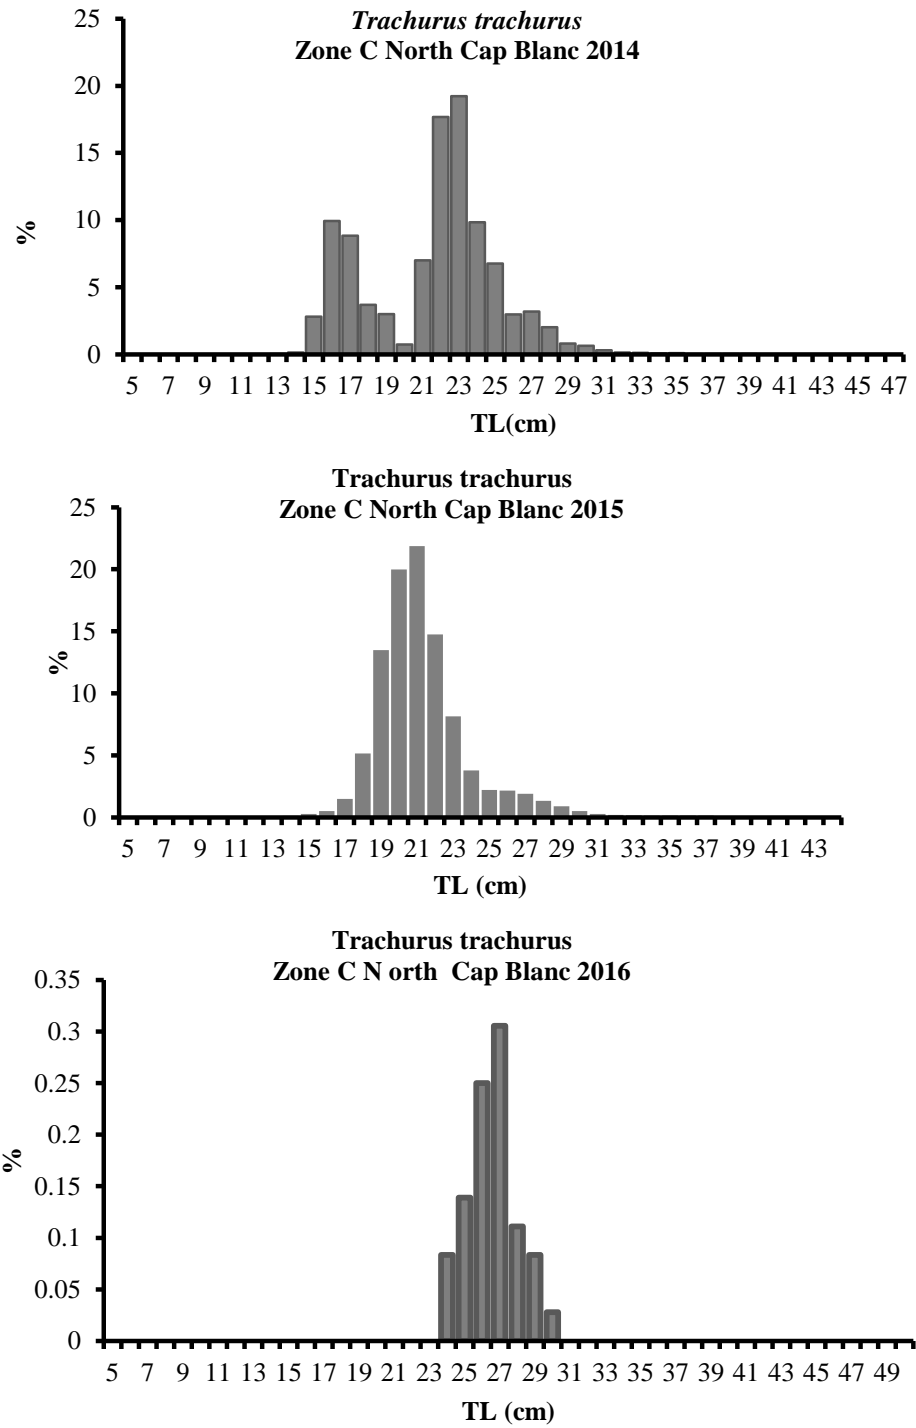 Trachurus trachurus
Zone C North Cap Blanc 2014
25
20
15
10
5
0
%
5 7 9 11 13 15 17 19 21 23 25 27 29 31 33 35 37 39 41 43 45 47
TL(cm)
Trachurus trachurus
Zone C North Cap Blanc 2015
25
20
15
10
5
0
%
5 7 9 11 13 15 17 19 21 23 25 27 29 31 33 35 37 39 41 43
TL (cm)
Trachurus trachurus
Zone C N orth Cap Blanc 2016
0.35
0.3
0.25
0.2
0.15
0.1
0.05
0
%
5 7 9 11 13 15 17 19 21 23 25 27 29 31 33 35 37 39 41 43 45 47 49
TL (cm)